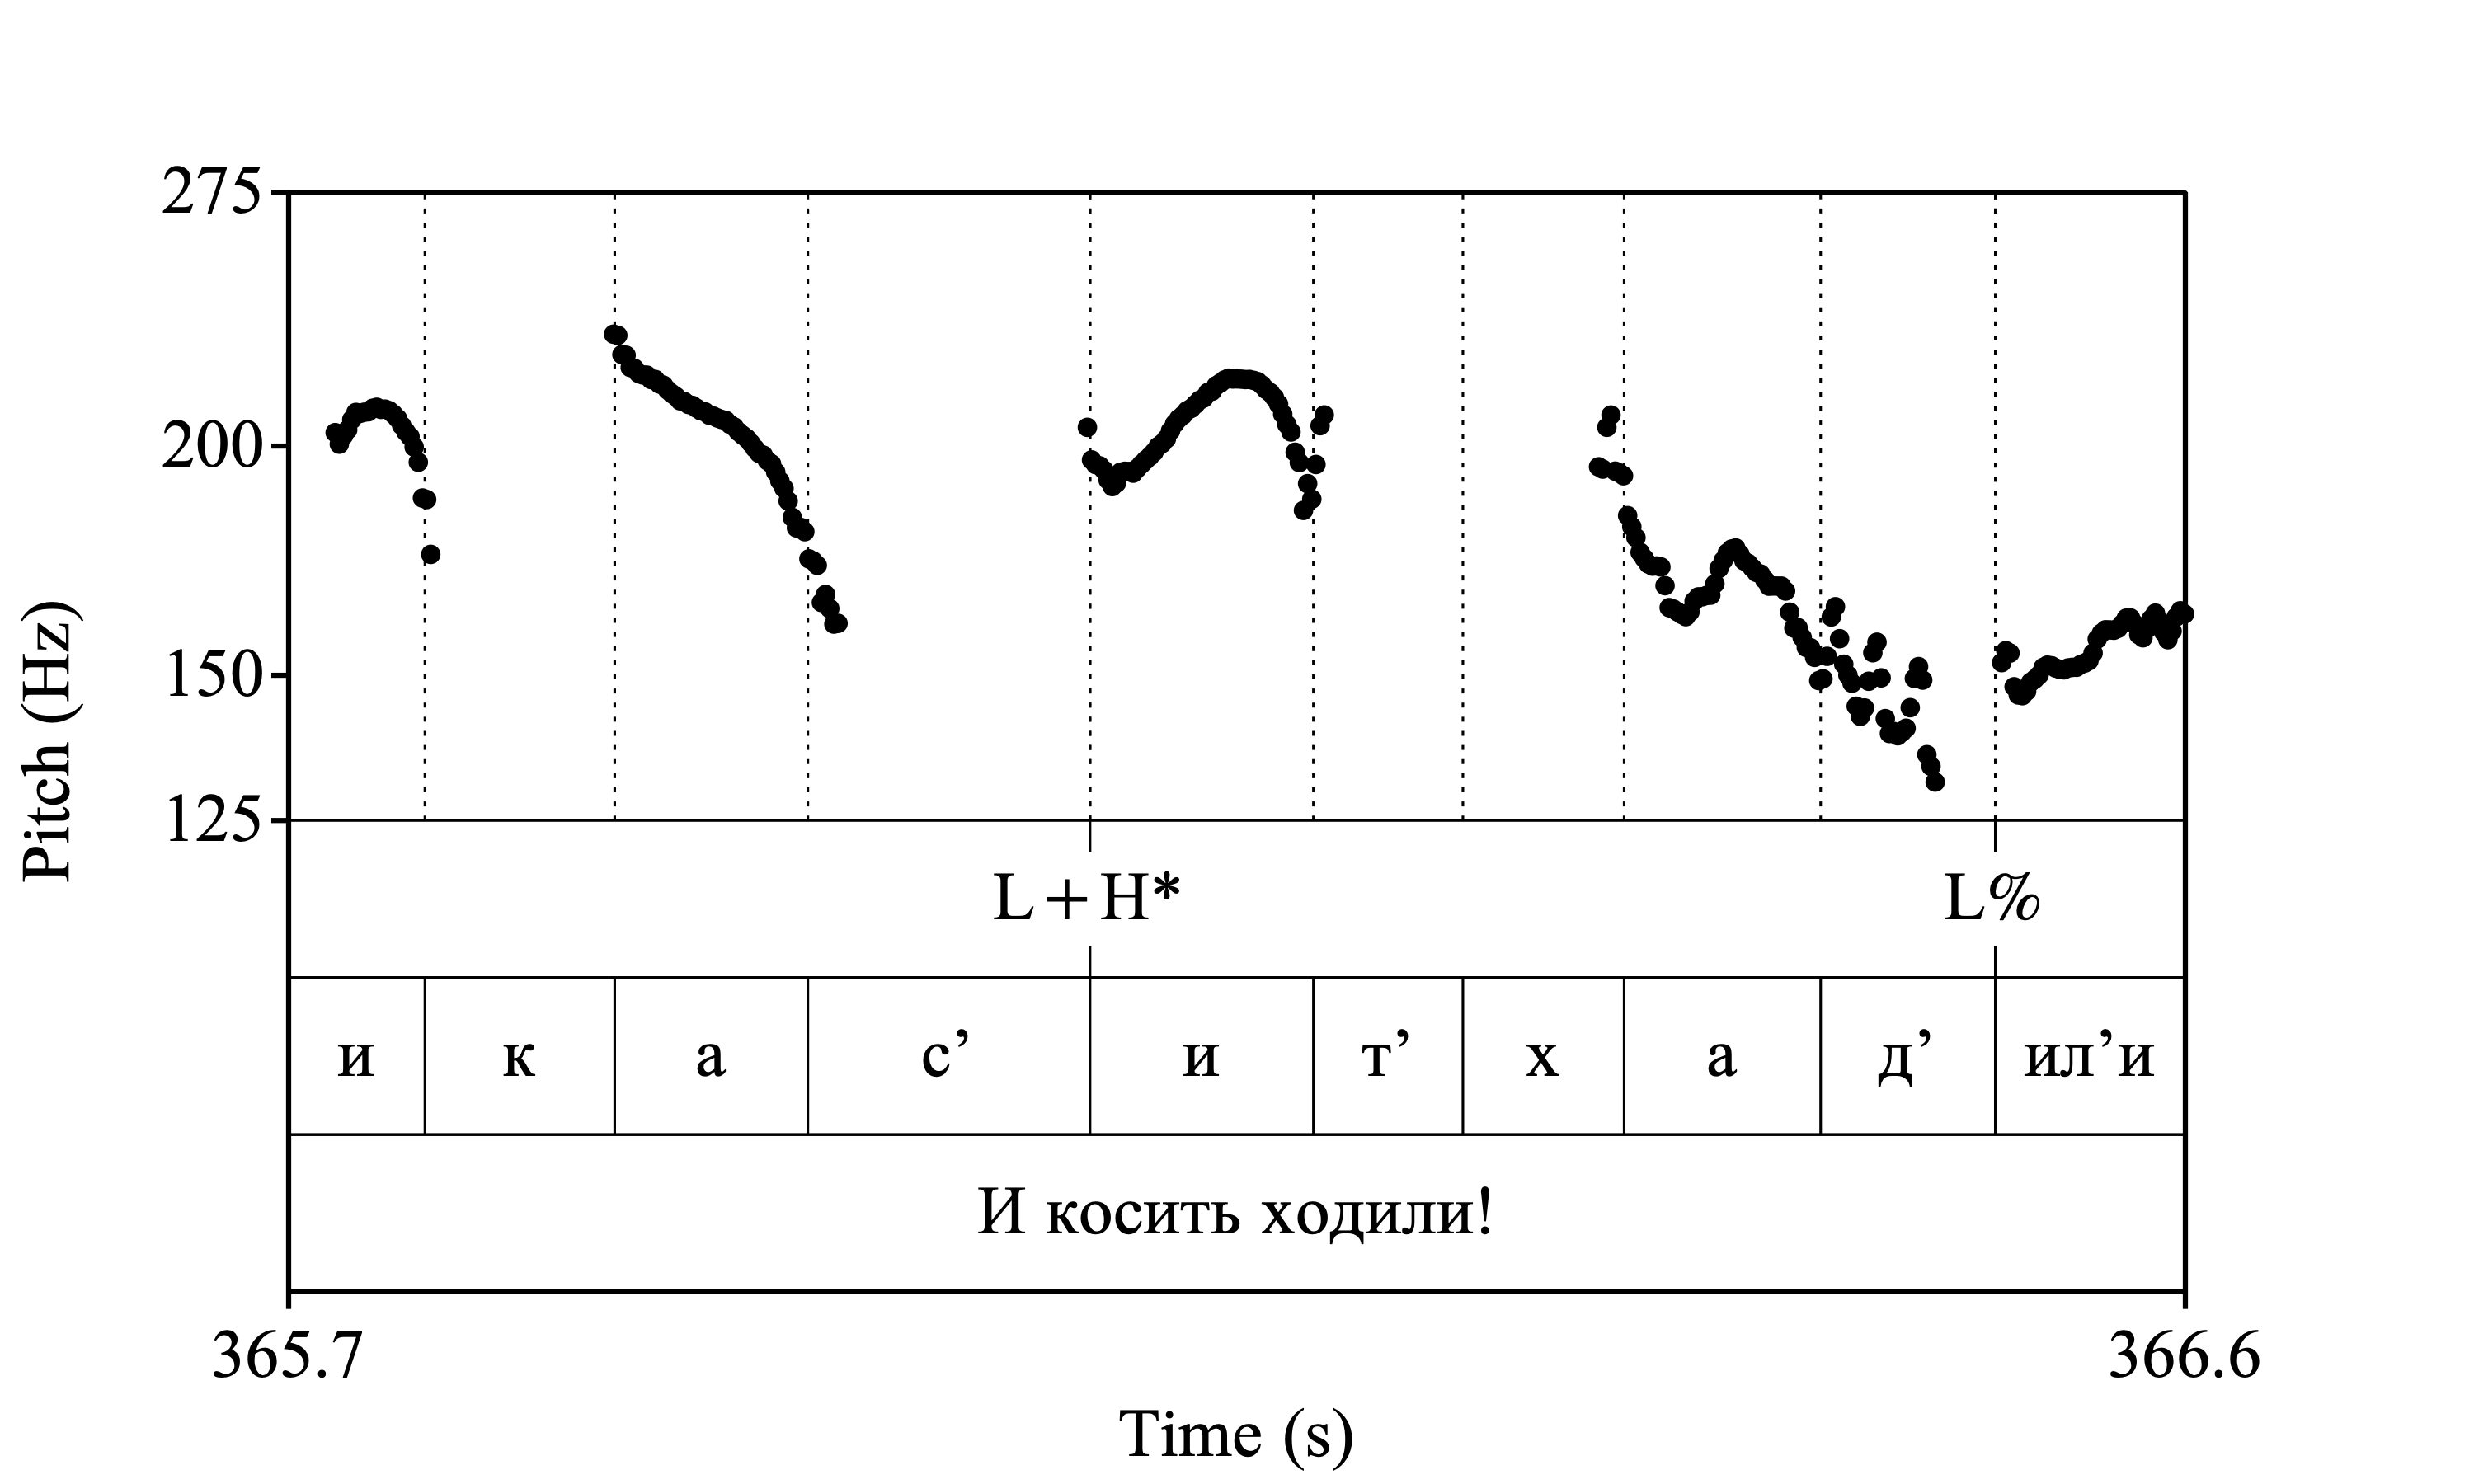 275
200
150
125
Pitch (Hz)
L+H* L%
и к а с’ и т’ х а д’ ил’и
И косить ходили!
365.7 366.6
Time (s)